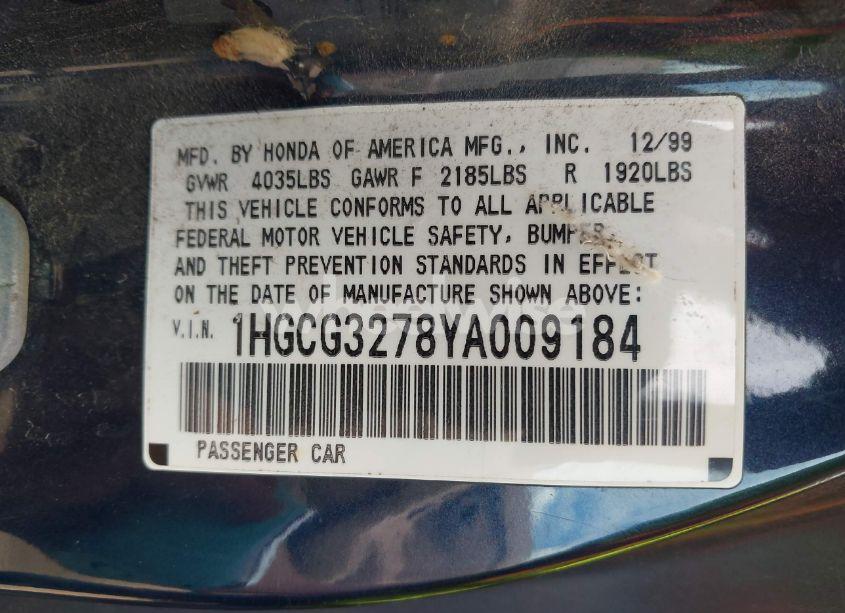 MFD. BY HONDA OF AMERICA MFG., INC. 12/99
GVWR 4035LBS GAWR F 2185LBS R 1920LBS
THIS VEHICLE CONFORMS TO ALL APPLICABLE
FEDERAL MOTOR VEHICLE SAFETY, BUMPER,
AND THEFT PREVENTION STANDARDS IN EFFECT
ON THE DATE OF MANUFACTURE SHOWN ABOVE:
V.I.N. 1HGCG3278YA009184
PASSENGER CAR